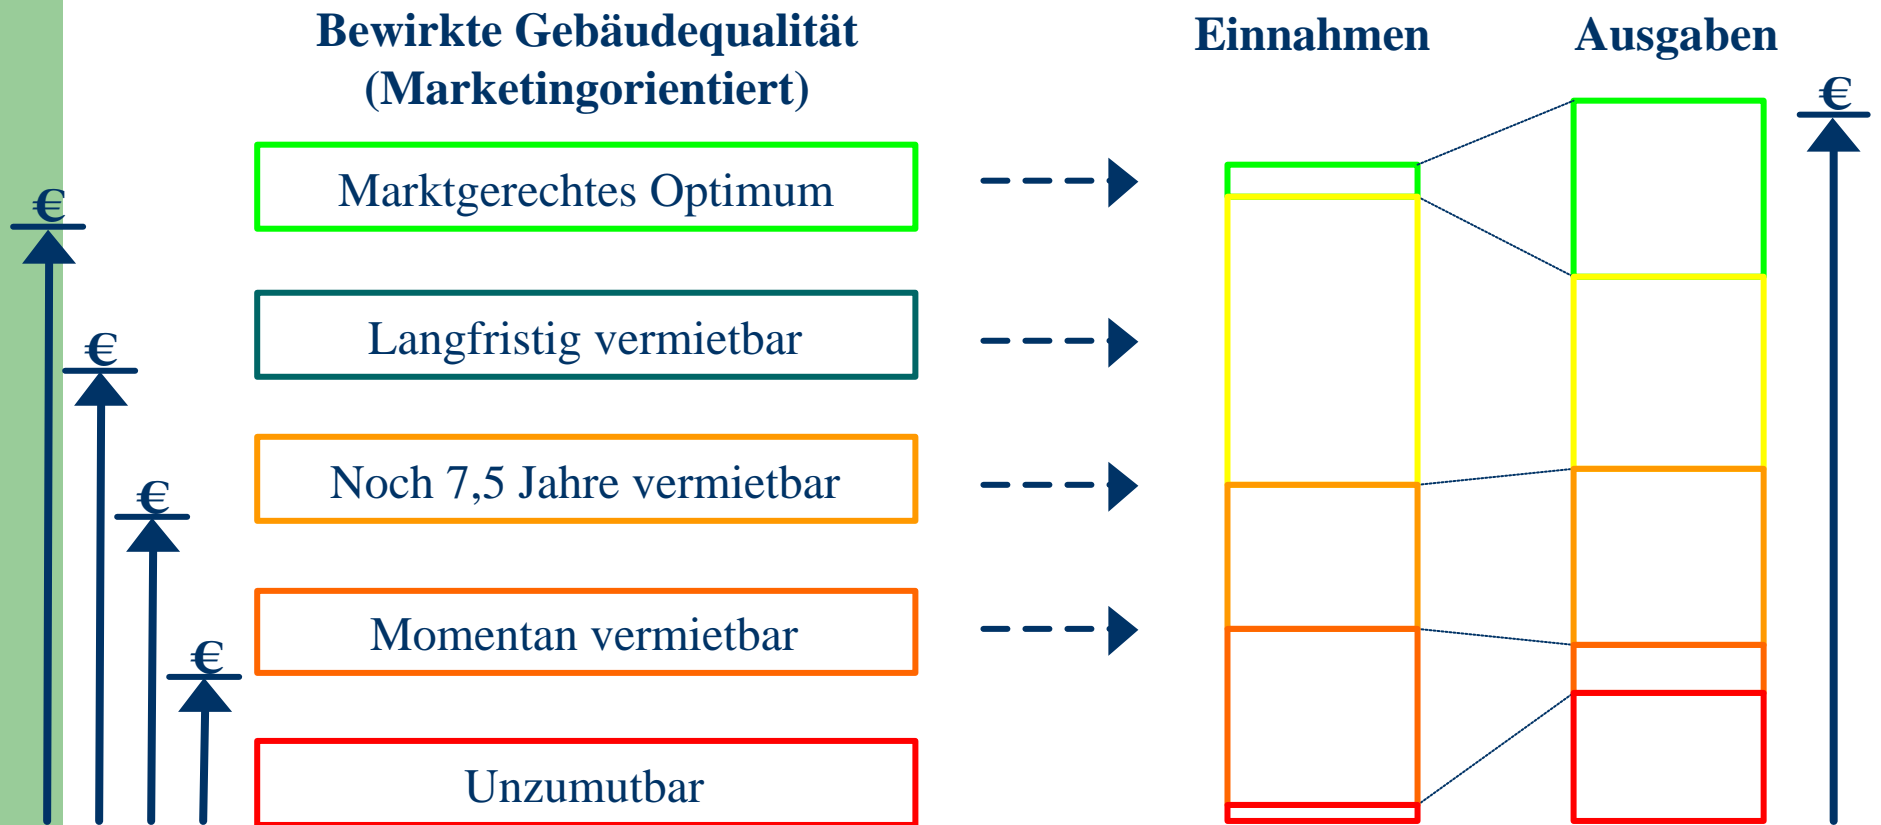 Bewirkte Gebäudequalität
(Marketingorientiert)
Einnahmen
Ausgaben
€
Marktgerechtes Optimum
€
Langfristig vermietbar
€
Noch 7,5 Jahre vermietbar
€
Momentan vermietbar
€
Unzumutbar